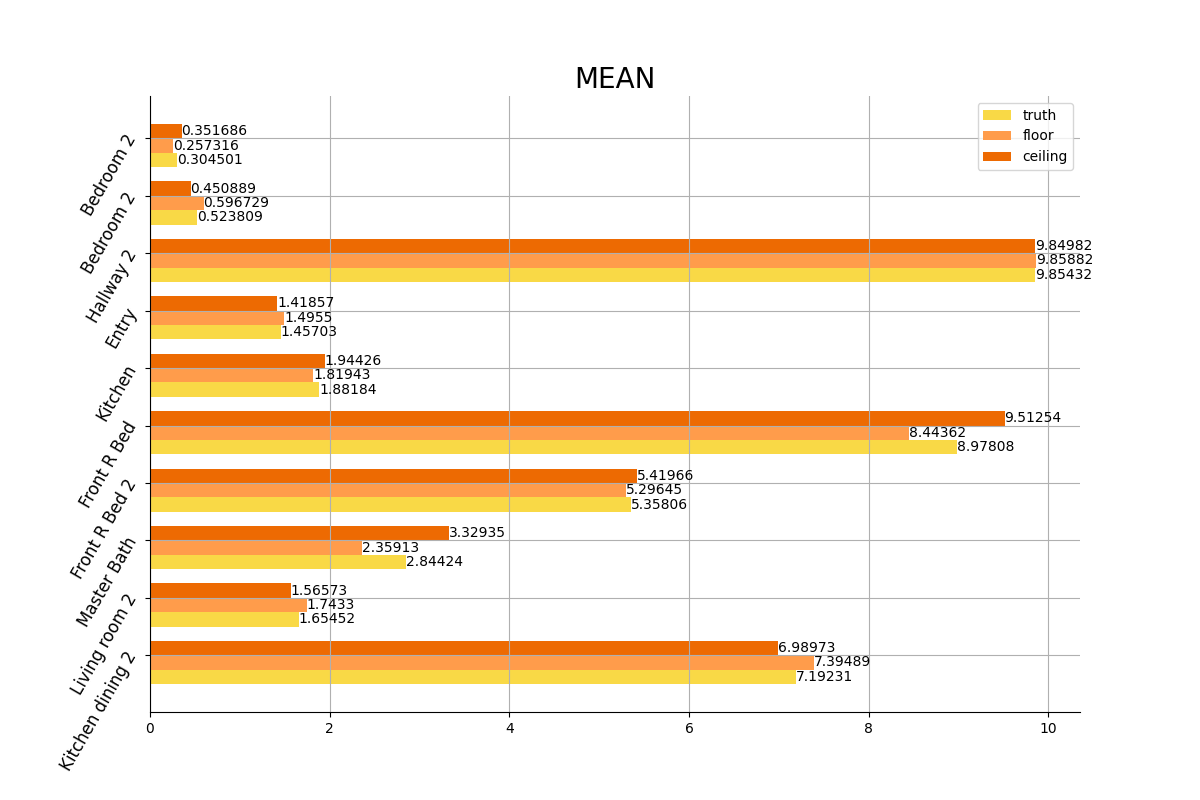 MEAN
truth
floor
ceiling
Bedroom 2
0.351686
0.257316
0.304501
Bedroom 2
0.450889
0.596729
0.523809
Hallway 2
9.84982
9.85882
9.85432
Entry
1.41857
1.4955
1.45703
Kitchen
1.94426
1.81943
1.88184
Front R Bed
9.51254
8.44362
8.97808
Front R Bed 2
5.41966
5.29645
5.35806
Master Bath
3.32935
2.35913
2.84424
Living room 2
1.56573
1.7433
1.65452
Kitchen dining 2
6.98973
7.39489
7.19231
0 2 4 6 8 10